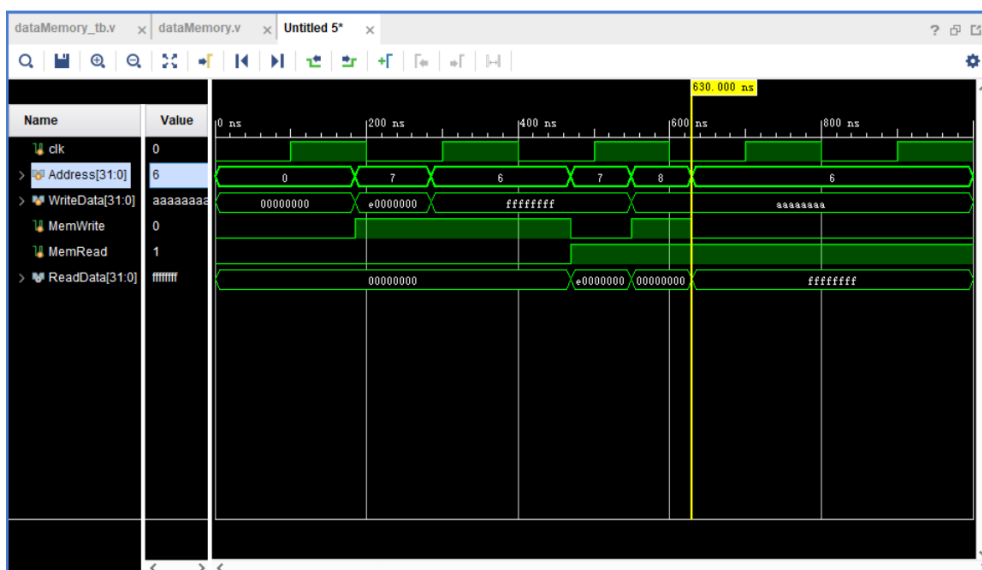 dataMemory_tb.v × dataMemory.v × Untitled 5* ×
630.000 ns
Name Value
0 ns 200 ns 400 ns 600 ns 800 ns
clk 0
Address[31:0] 6 0 7 6 7 8 6
WriteData[31:0] aaaaaaaa 00000000 e0000000 ffffffff aaaaaaaa
MemWrite 0
MemRead 1
ReadData[31:0] ffffffff 00000000 e0000000 00000000 ffffffff